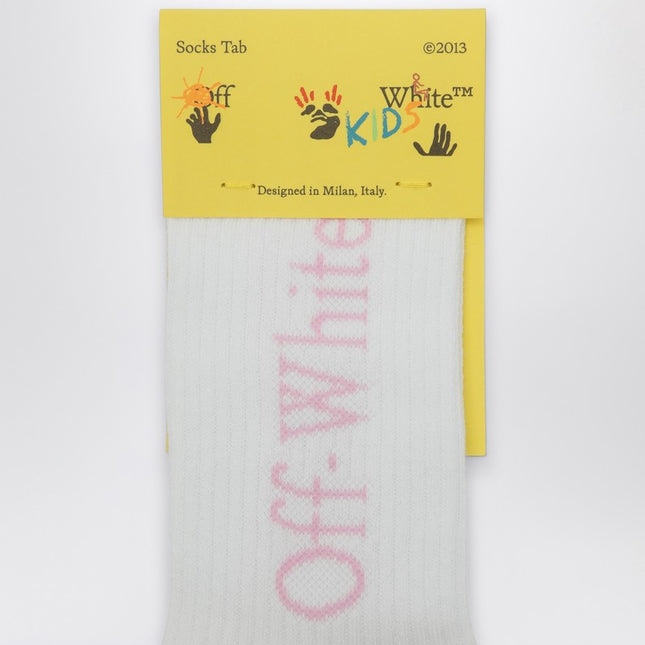 Socks Tab ©2013
Off White™
KIDS
Designed in Milan, Italy.
Off-White